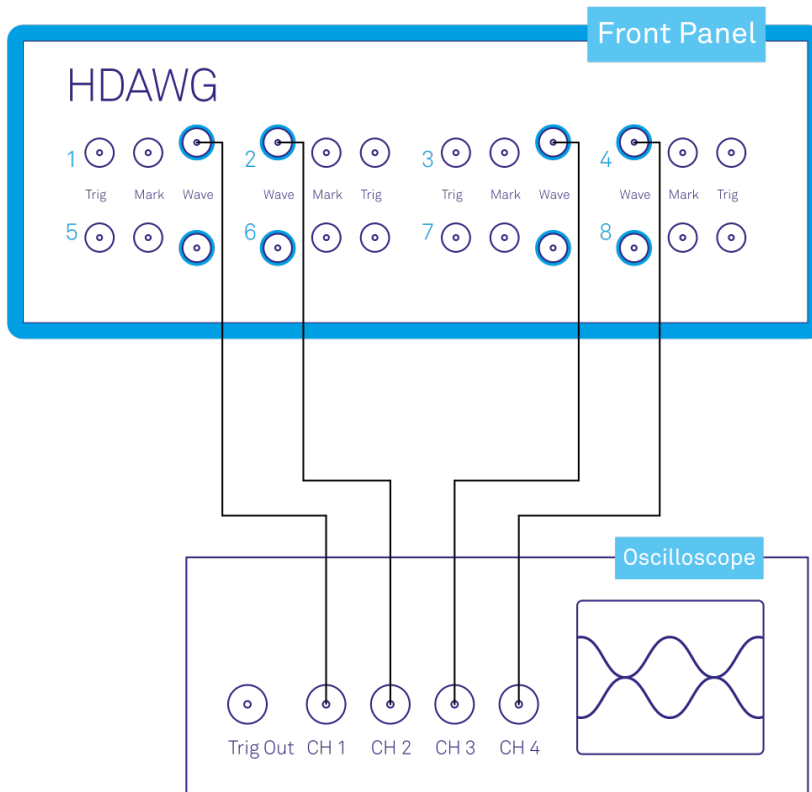 Front Panel
HDAWG
1 2 3 4
Trig Mark Wave Wave Mark Trig Trig Mark Wave Wave Mark Trig
5 6 7 8
Oscilloscope
Trig Out CH 1 CH 2 CH 3 CH 4